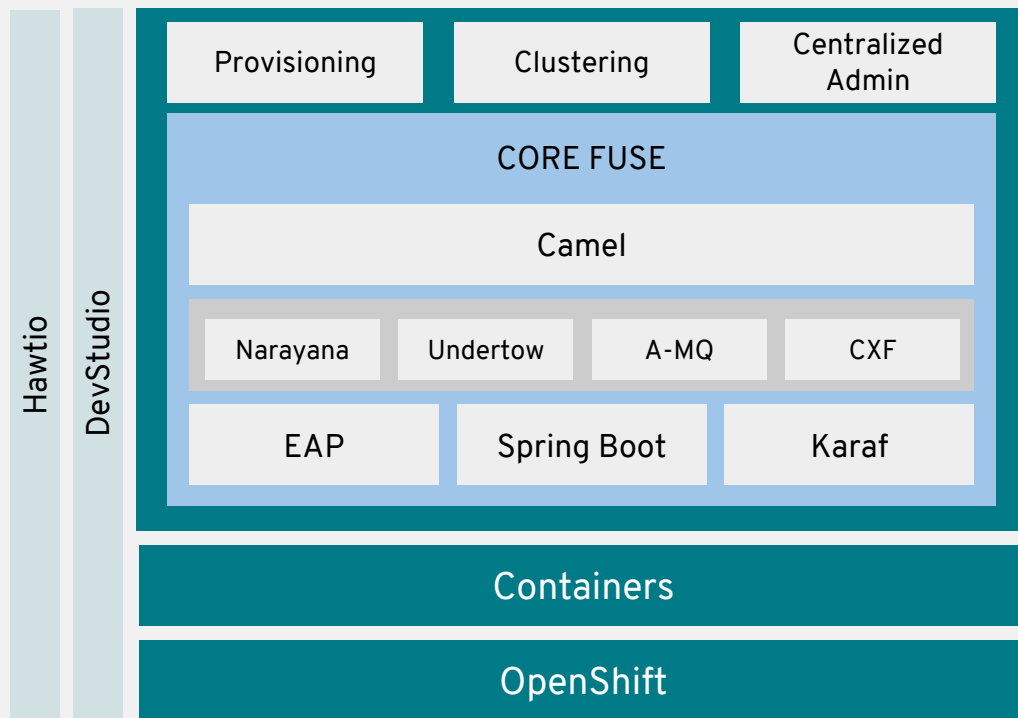 Hawtio
DevStudio
Provisioning
Clustering
Centralized
Admin
CORE FUSE
Camel
Narayana
Undertow
A-MQ
CXF
EAP
Spring Boot
Karaf
Containers
OpenShift